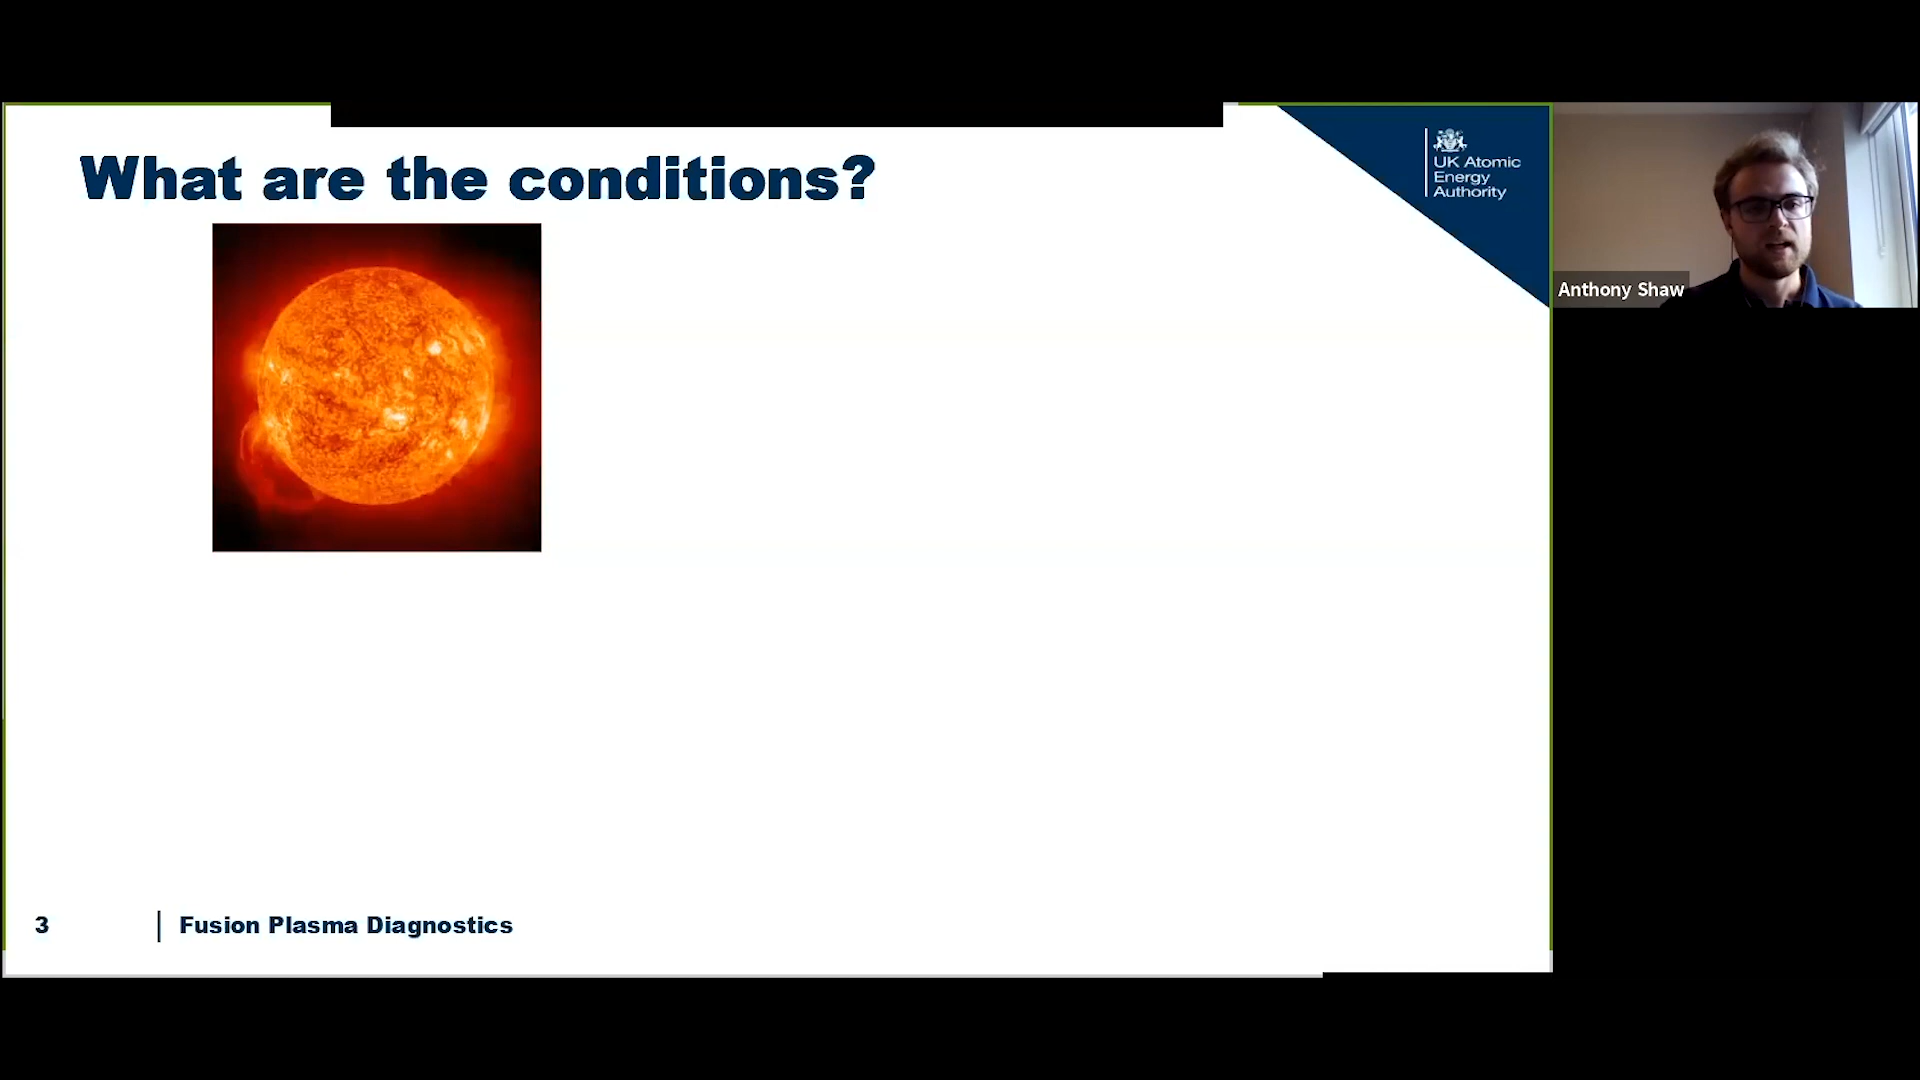 What are the conditions?
UK Atomic
Energy
Authority
Anthony Shaw
3
Fusion Plasma Diagnostics